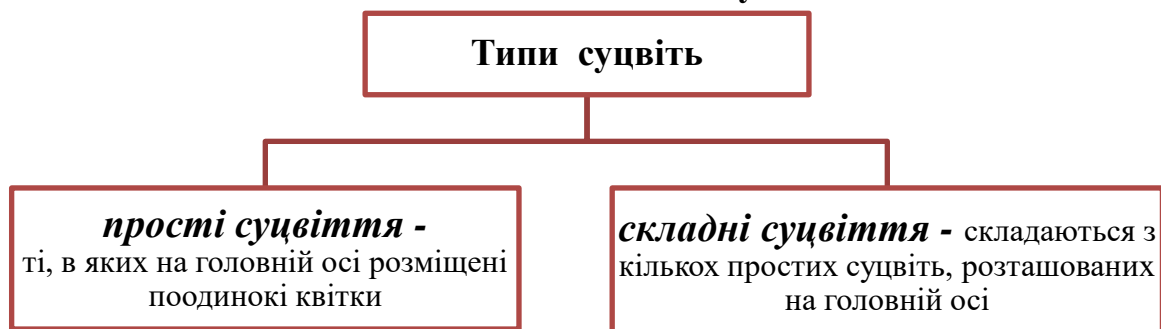 Типи суцвіть
прості суцвіття -
ті, в яких на головній осі розміщені
поодинокі квітки
складні суцвіття - складаються з
кількох простих суцвіть, розташованих
на головній осі